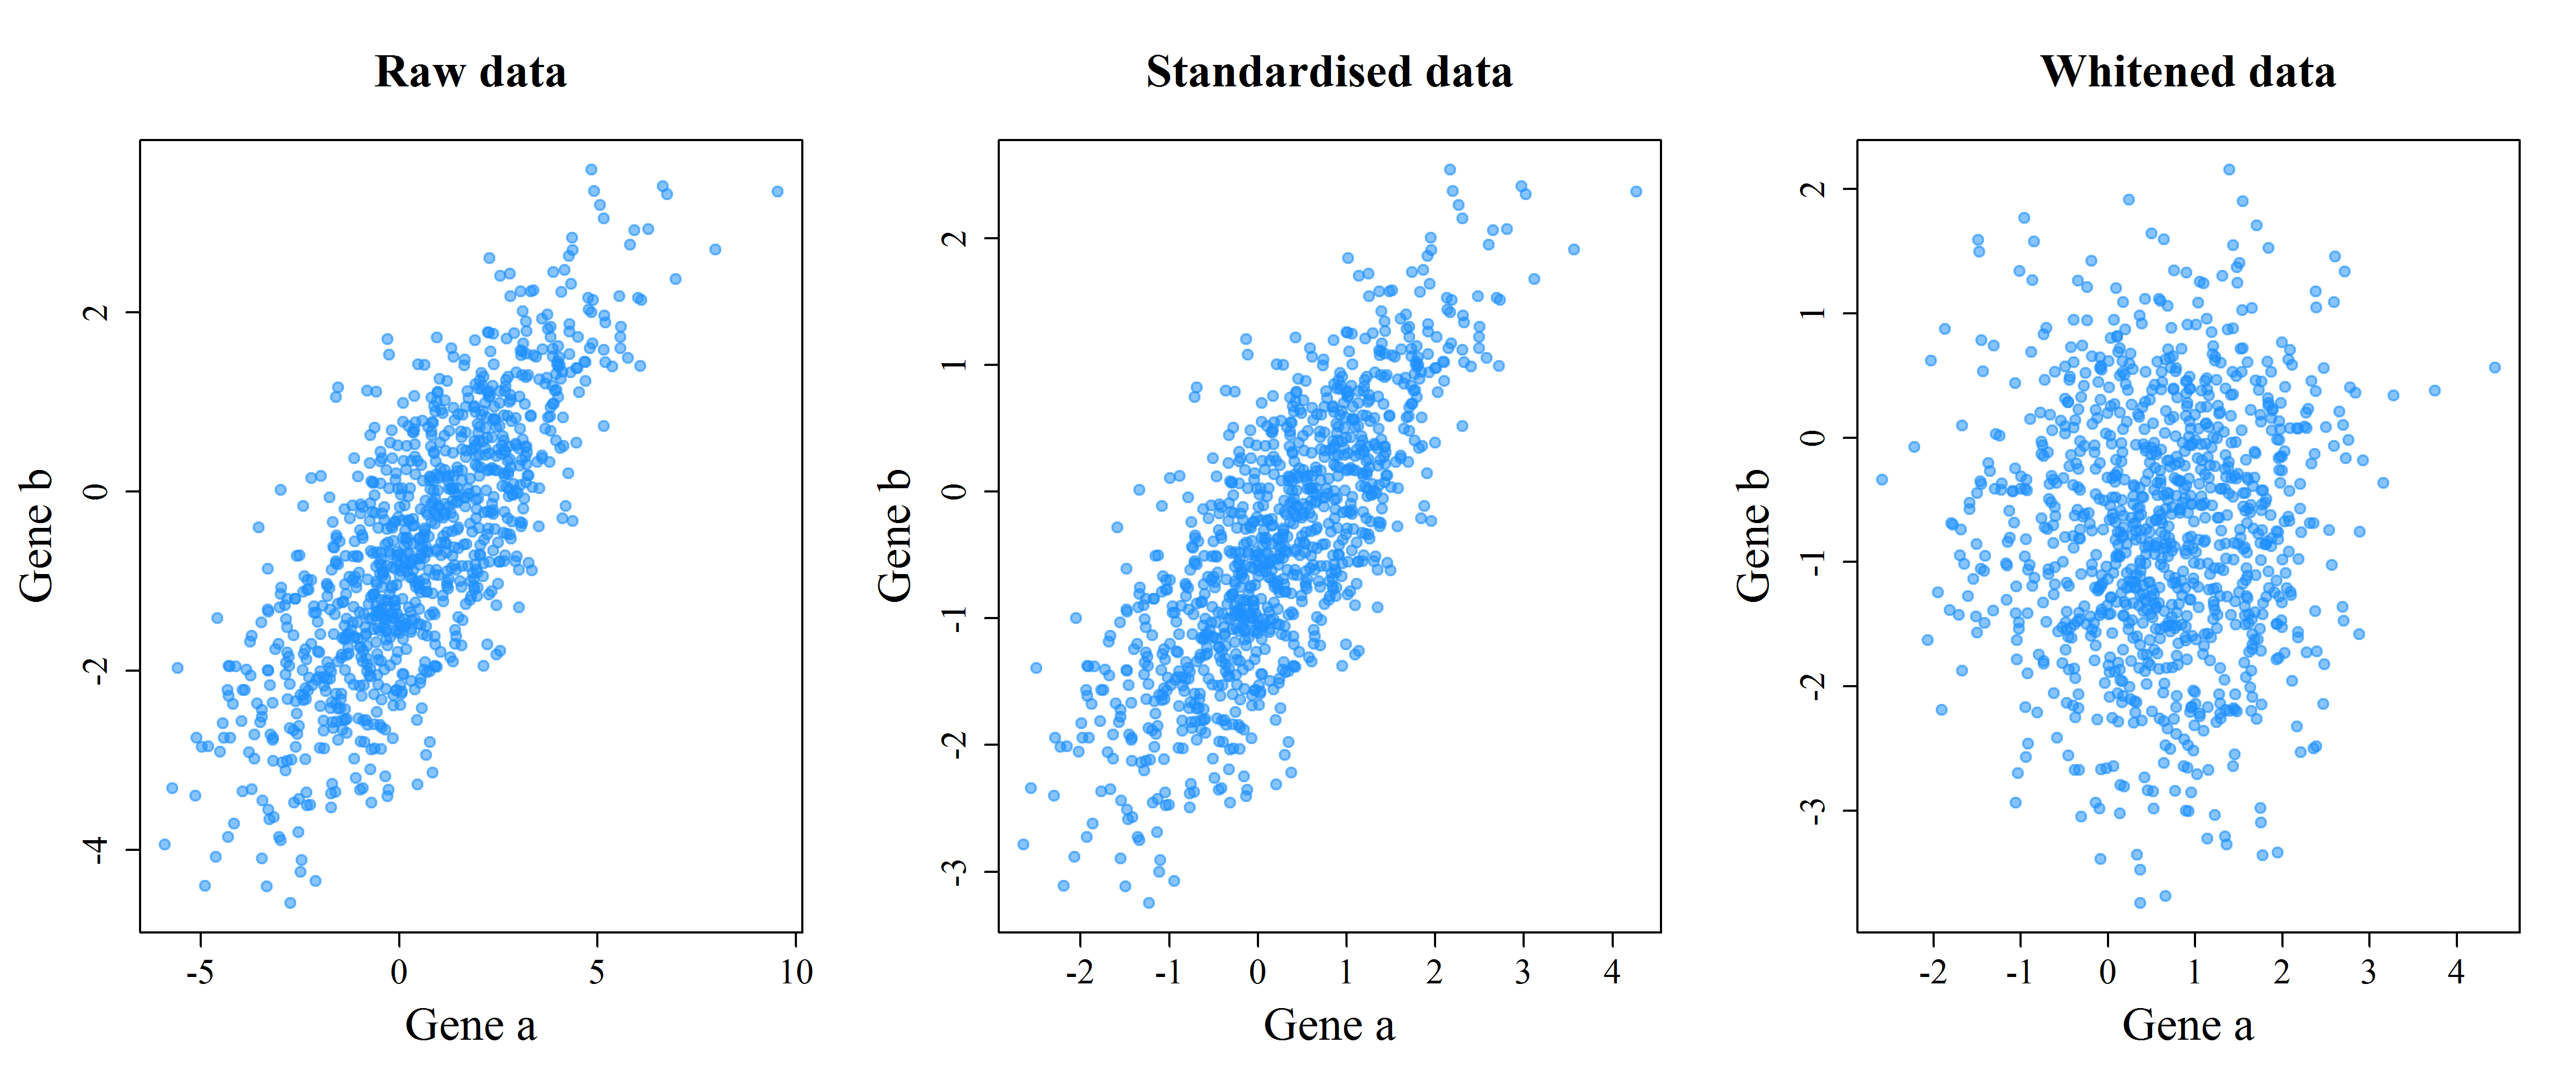 Raw data
Gene b
2
0
-2
-4
-5 0 5 10
Gene a
Standardised data
Gene b
2
1
0
-1
-2
-3
-2 -1 0 1 2 3 4
Gene a
Whitened data
Gene b
2
1
0
-1
-2
-3
-2 -1 0 1 2 3 4
Gene a